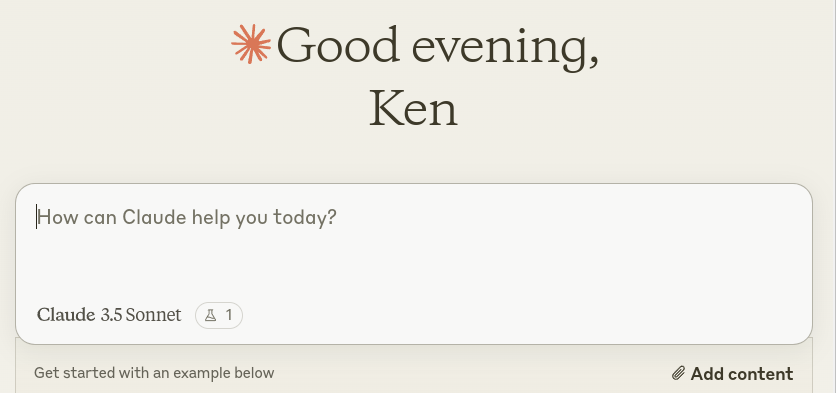 Good evening,
Ken
How can Claude help you today?
Claude 3.5 Sonnet 1
Get started with an example below Add content